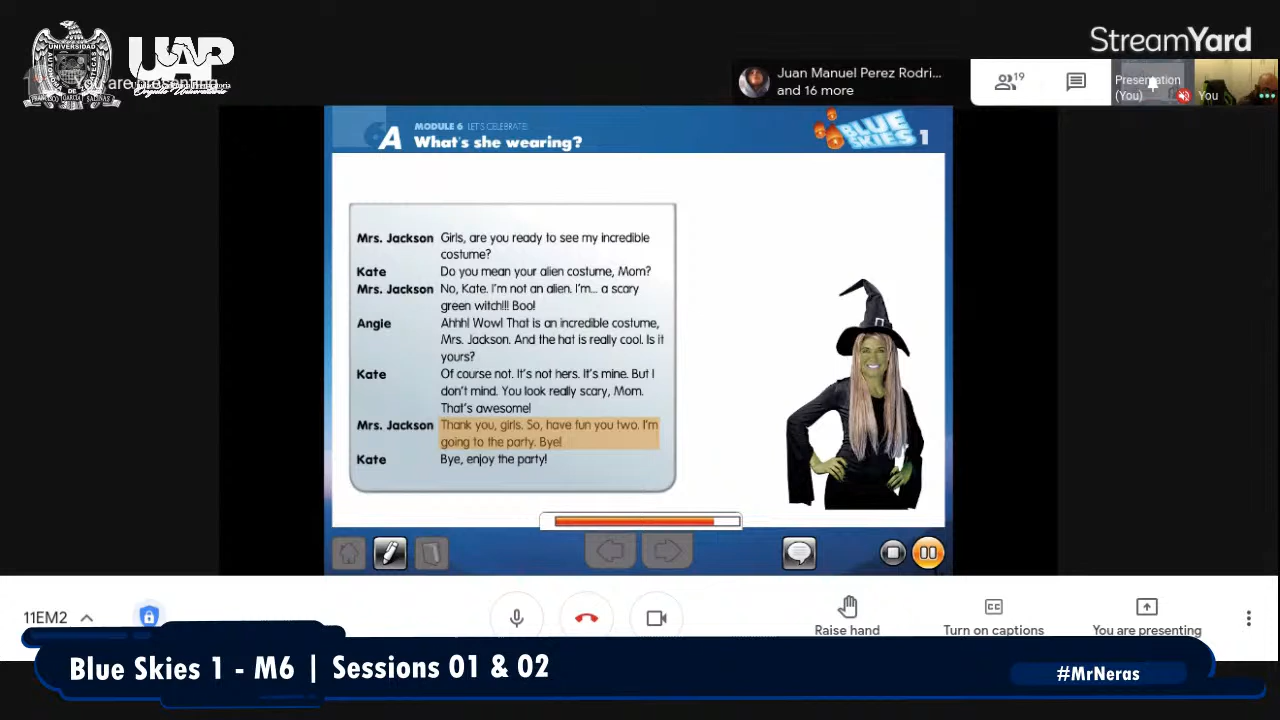 UNIVERSIDAD
UAP
You are presenting
StreamYard
Juan Manuel Perez Rodri...
and 16 more
19
Presentation
(You)
You
6A
MODULE 6 LET'S CELEBRATE!
What's she wearing?
BLUE
SKIES 1
Mrs. Jackson Girls, are you ready to see my incredible
costume?
Kate Do you mean your alien costume, Mom?
Mrs. Jackson No, Kate. I'm not an alien. I'm... a scary
green witch!!! Boo!
Angie Ahhh! Wow! That is an incredible costume,
Mrs. Jackson. And the hat is really cool. Is it
yours?
Kate Of course not. It's not hers. It's mine. But I
don't mind. You look really scary, Mom.
That's awesome!
Mrs. Jackson Thank you, girls. So, have fun you two. I'm
going to the party. Bye!
Kate Bye, enjoy the party!
11EM2
CC
Raise hand
Turn on captions
You are presenting
Blue Skies 1 - M6 | Sessions 01 & 02
#MrNeras